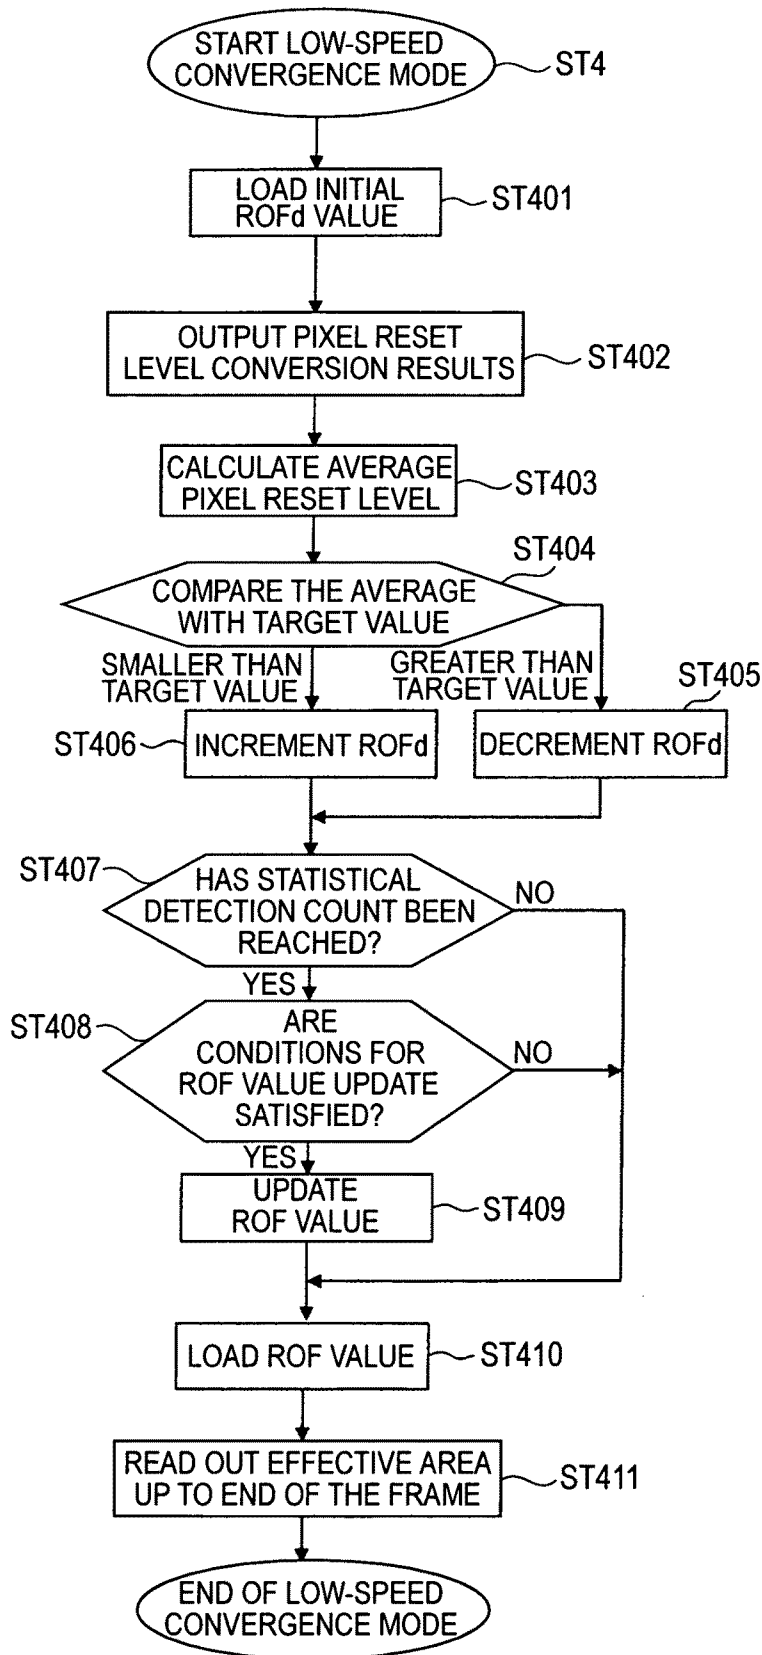 START LOW-SPEED
CONVERGENCE MODE
ST4
LOAD INITIAL
ROFd VALUE
ST401
OUTPUT PIXEL RESET
LEVEL CONVERSION RESULTS
ST402
CALCULATE AVERAGE
PIXEL RESET LEVEL
ST403
ST404
COMPARE THE AVERAGE
WITH TARGET VALUE
SMALLER THAN
TARGET VALUE
GREATER THAN
TARGET VALUE
ST405
ST406
INCREMENT ROFd
DECREMENT ROFd
ST407
HAS STATISTICAL
DETECTION COUNT BEEN
REACHED?
NO
YES
ST408
ARE
CONDITIONS FOR
ROF VALUE UPDATE
SATISFIED?
NO
YES
UPDATE
ROF VALUE
ST409
LOAD ROF VALUE
ST410
READ OUT EFFECTIVE AREA
UP TO END OF THE FRAME
ST411
END OF LOW-SPEED
CONVERGENCE MODE